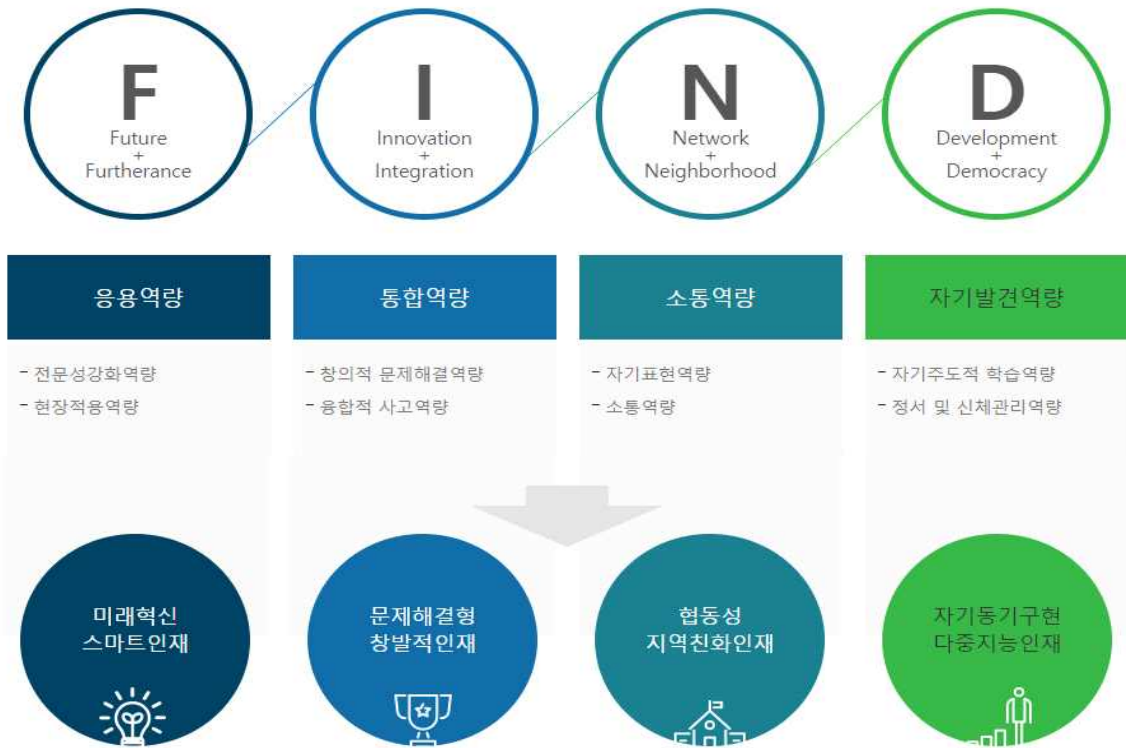 F
Future
+
Furtherance
I
Innovation
+
Integration
N
Network
+
Neighborhood
D
Development
+
Democracy
응용역량
- 전문성강화역량
- 현장적용역량
통합역량
- 창의적 문제해결역량
- 융합적 사고역량
소통역량
- 자기표현역량
- 소통역량
자기발견역량
- 자기주도적 학습역량
- 정서 및 신체관리역량
미래혁신
스마트인재
문제해결형
창발적인재
협동성
지역친화인재
자기동기구현
다중지능인재